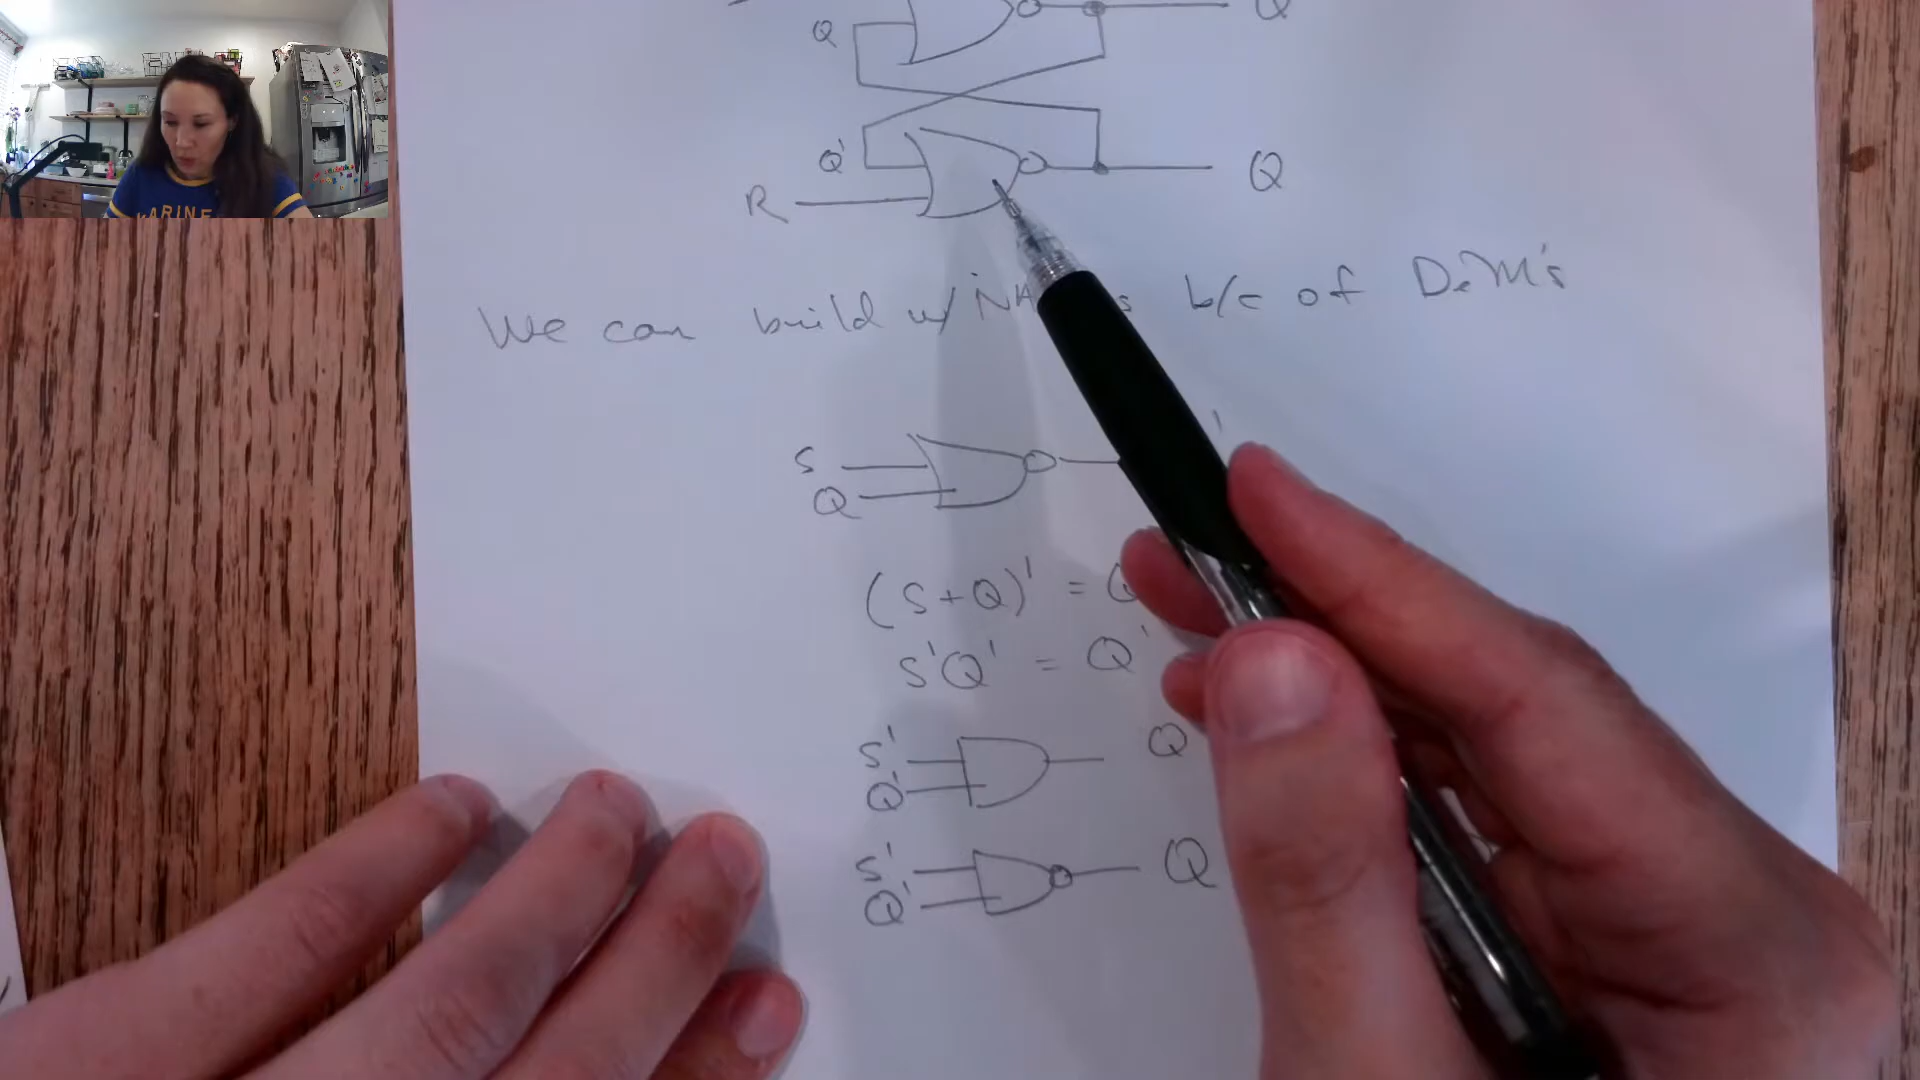 Q
Q
Q'
Q
R
We can build w/ b/c of DeM's
S
Q
'
(S+Q)' =
S'Q' = Q'
S'
Q'
Q
S'
Q'
Q